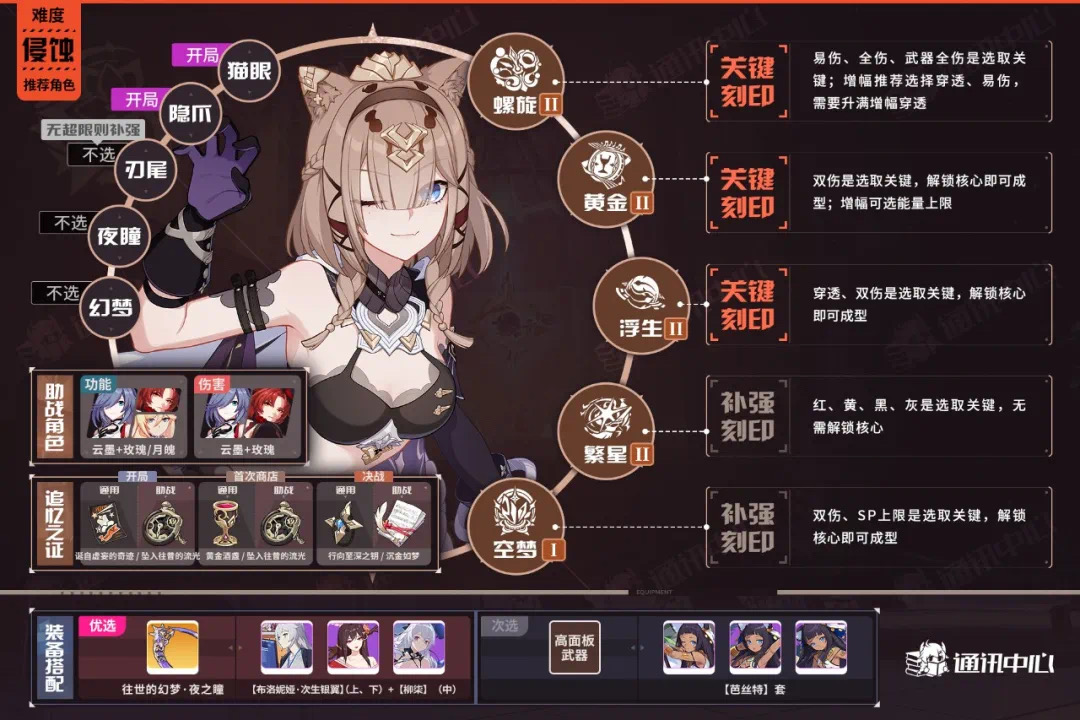 难度
侵蚀
推荐角色
开局
猫眼
开局
隐爪
无超限则补强
不选
刃尾
不选
夜瞳
不选
幻梦
螺旋 II
关键
刻印
易伤、全伤、武器全伤是选取关
键；增幅推荐选择穿透、易伤，
需要升满增幅穿透
黄金 II
关键
刻印
双伤是选取关键，解锁核心即可成
型；增幅可选能量上限
浮生 II
关键
刻印
穿透、双伤是选取关键，解锁核心
即可成型
繁星 II
补强
刻印
红、黄、黑、灰是选取关键，无
需解锁核心
空梦 I
补强
刻印
双伤、SP上限是选取关键，解锁
核心即可成型
助战角色
功能
云墨+玫瑰/月魄
伤害
云墨+玫瑰
追忆之证
开局
通用 助战
诞自虚妄的奇迹 / 坠入往昔的流光
首次商店
通用 助战
黄金酒盏 / 坠入往昔的流光
决战
通用 助战
行向至深之钥 / 沉金如梦
EQUIPMENT
装备搭配
优选
往世的幻梦·夜之瞳
【布洛妮娅·次生银翼】（上、下）+【柳柒】（中）
次选
高面板
武器
【芭丝特】套
通讯中心